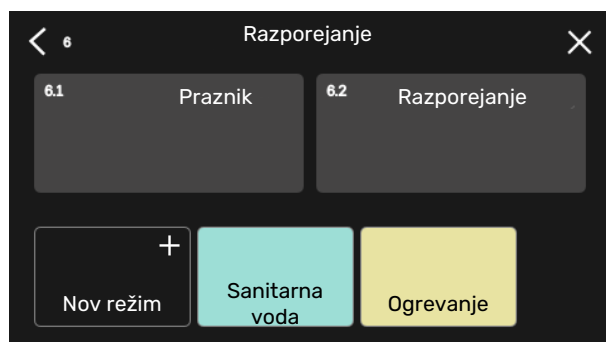 6 Razporejanje
6.1 Praznik
6.2 Razporejanje
Nov režim
Sanitarna
voda
Ogrevanje